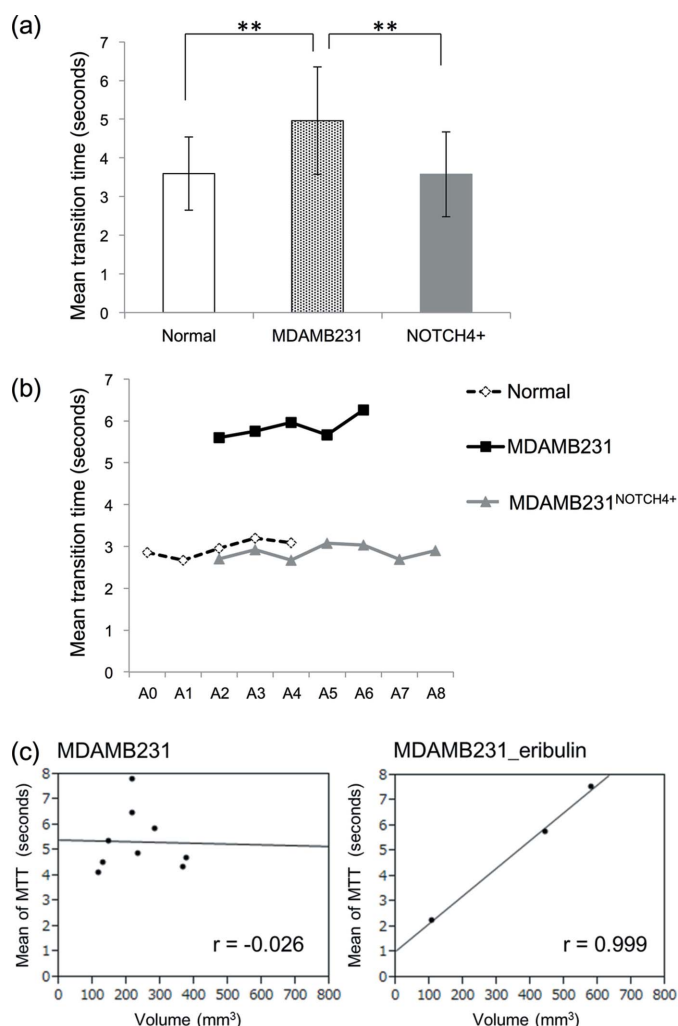 (a)
** **
Mean transition time (seconds)
7
6
5
4
3
2
1
0
Normal MDAMB231 NOTCH4+
(b)
Mean transition time (seconds)
7
6
5
4
3
2
1
0
A0 A1 A2 A3 A4 A5 A6 A7 A8
Normal
MDAMB231
MDAMB231NOTCH4+
(c)
MDAMB231
Mean of MTT (seconds)
8
7
6
5
4
3
2
1
0
r = -0.026
0 100 200 300 400 500 600 700 800
Volume (mm³)
MDAMB231_eribulin
Mean of MTT (seconds)
8
7
6
5
4
3
2
1
0
r = 0.999
0 100 200 300 400 500 600 700 800
Volume (mm³)